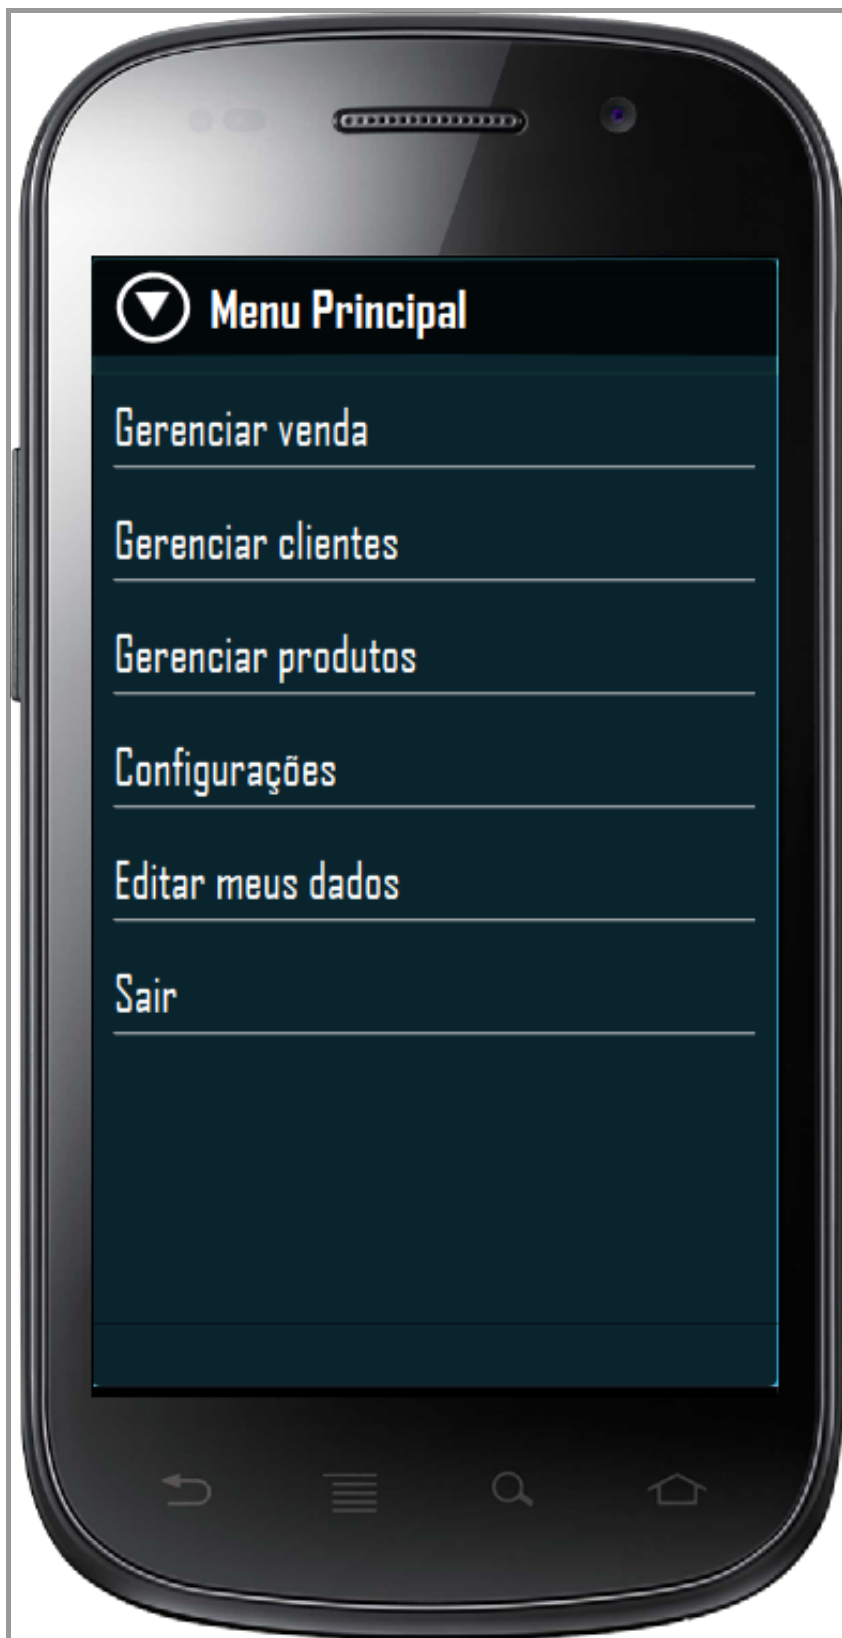 Menu Principal
Gerenciar venda
Gerenciar clientes
Gerenciar produtos
Configurações
Editar meus dados
Sair